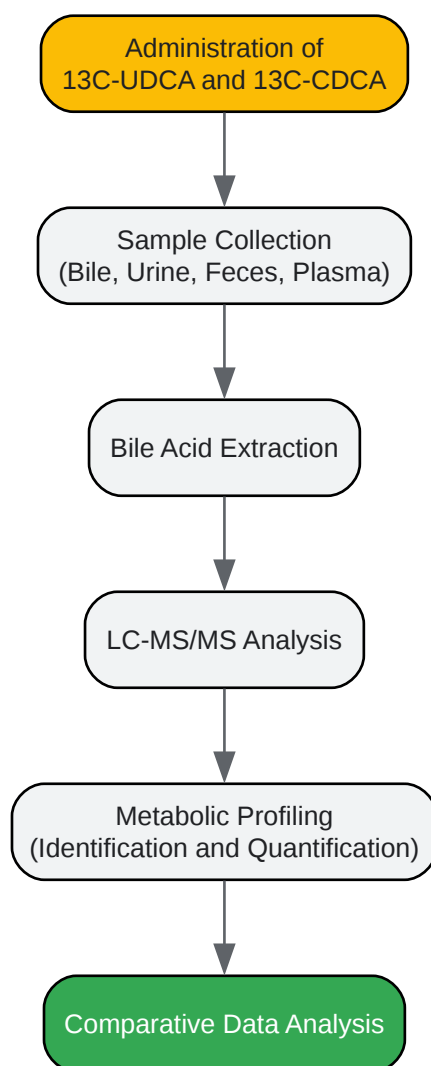 Administration of
13C-UDCA and 13C-CDCA
Sample Collection
(Bile, Urine, Feces, Plasma)
Bile Acid Extraction
LC-MS/MS Analysis
Metabolic Profiling
(Identification and Quantification)
Comparative Data Analysis